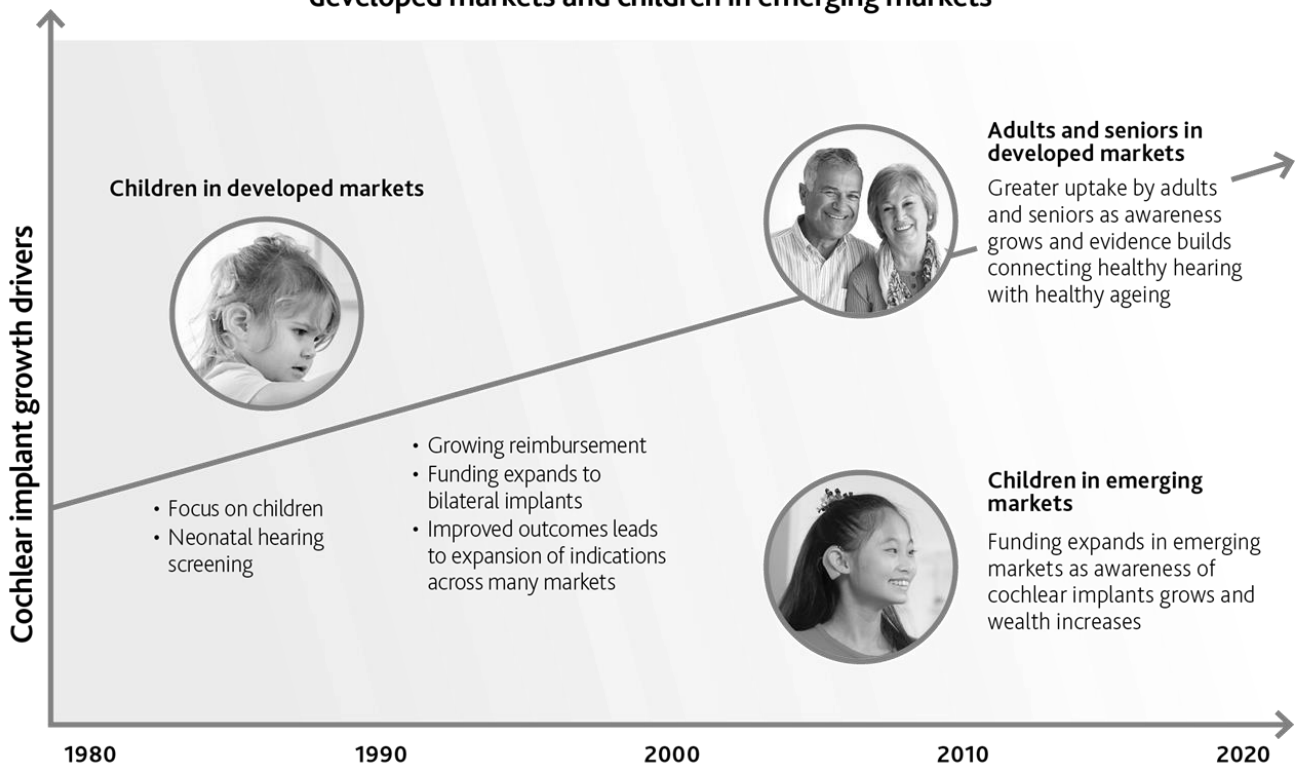 developed markets and children in emerging markets
Cochlear implant growth drivers
Children in developed markets
• Focus on children
• Neonatal hearing
screening
• Growing reimbursement
• Funding expands to
bilateral implants
• Improved outcomes leads
to expansion of indications
across many markets
Adults and seniors in
developed markets
Greater uptake by adults
and seniors as awareness
grows and evidence builds
connecting healthy hearing
with healthy ageing
Children in emerging
markets
Funding expands in emerging
markets as awareness of
cochlear implants grows and
wealth increases
1980
1990
2000
2010
2020